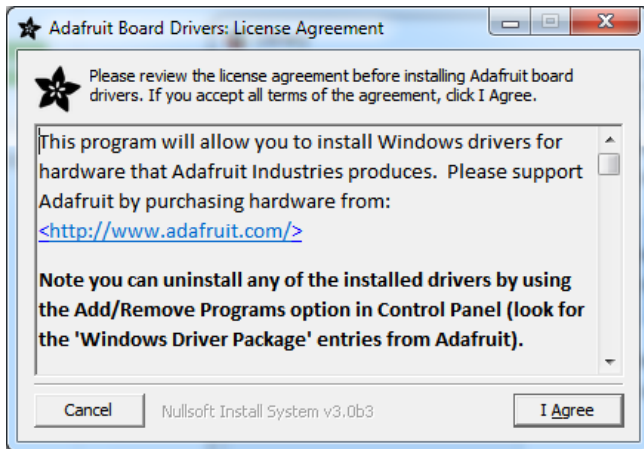 Adafruit Board Drivers: License Agreement
Please review the license agreement before installing Adafruit board
drivers. If you accept all terms of the agreement, click I Agree.
This program will allow you to install Windows drivers for
hardware that Adafruit Industries produces.  Please support
Adafruit by purchasing hardware from:
<http://www.adafruit.com/>
Note you can uninstall any of the installed drivers by using
the Add/Remove Programs option in Control Panel (look for
the 'Windows Driver Package' entries from Adafruit).
Cancel Nullsoft Install System v3.0b3 I Agree